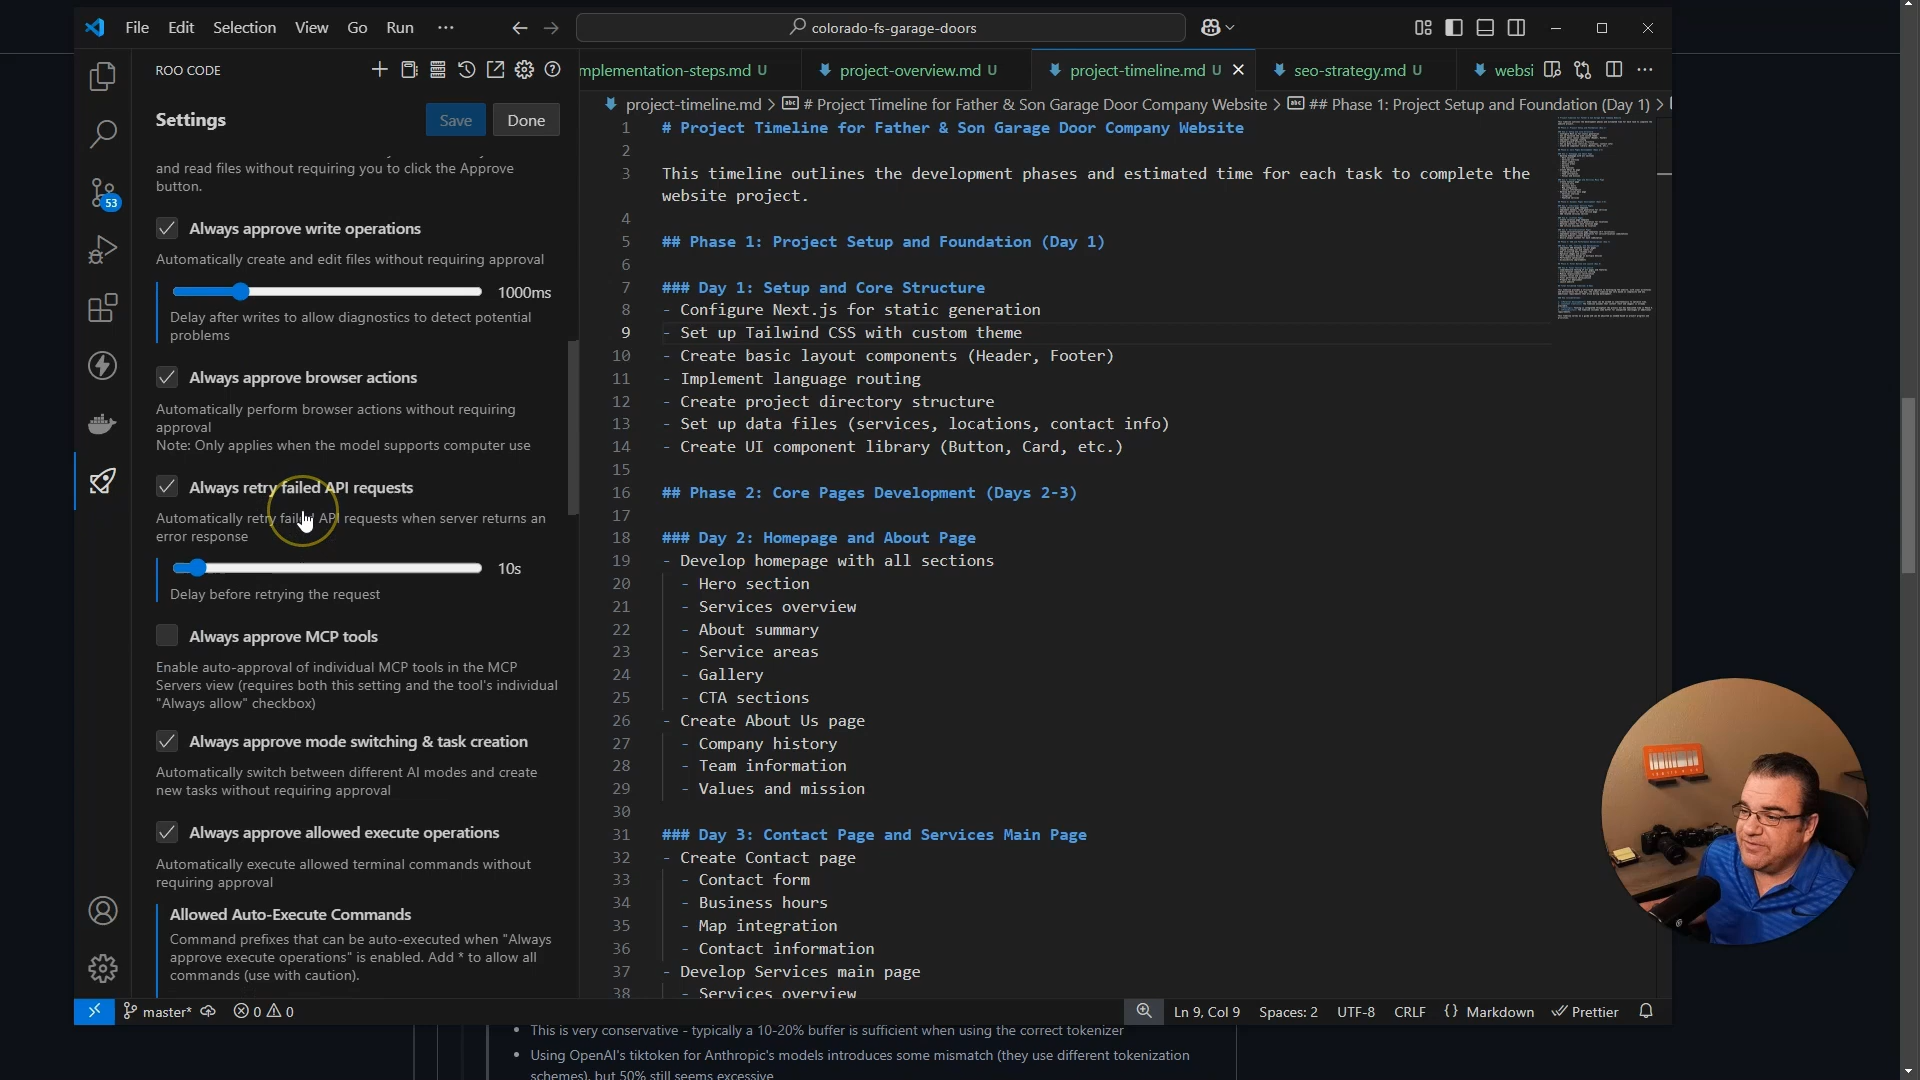 File Edit Selection View Go Run ···
colorado-fs-garage-doors
ROO CODE
mplementation-steps.md U
project-overview.md U
project-timeline.md U
seo-strategy.md U
websi
Settings
Save
Done
project-timeline.md > # Project Timeline for Father & Son Garage Door Company Website > ## Phase 1: Project Setup and Foundation (Day 1) >
and read files without requiring you to click the Approve
button.
Always approve write operations
Automatically create and edit files without requiring approval
1000ms
Delay after writes to allow diagnostics to detect potential
problems
Always approve browser actions
Automatically perform browser actions without requiring
approval
Note: Only applies when the model supports computer use
Always retry failed API requests
Automatically retry failed API requests when server returns an
error response
10s
Delay before retrying the request
Always approve MCP tools
Enable auto-approval of individual MCP tools in the MCP
Servers view (requires both this setting and the tool's individual
"Always allow" checkbox)
Always approve mode switching & task creation
Automatically switch between different AI modes and create
new tasks without requiring approval
Always approve allowed execute operations
Automatically execute allowed terminal commands without
requiring approval
Allowed Auto-Execute Commands
Command prefixes that can be auto-executed when "Always
approve execute operations" is enabled. Add * to allow all
commands (use with caution).
53
1 # Project Timeline for Father & Son Garage Door Company Website
2
3 This timeline outlines the development phases and estimated time for each task to complete the
website project.
4
5 ## Phase 1: Project Setup and Foundation (Day 1)
6
7 ### Day 1: Setup and Core Structure
8 - Configure Next.js for static generation
9 - Set up Tailwind CSS with custom theme
10 - Create basic layout components (Header, Footer)
11 - Implement language routing
12 - Create project directory structure
13 - Set up data files (services, locations, contact info)
14 - Create UI component library (Button, Card, etc.)
15
16 ## Phase 2: Core Pages Development (Days 2-3)
17
18 ### Day 2: Homepage and About Page
19 - Develop homepage with all sections
20 - Hero section
21 - Services overview
22 - About summary
23 - Service areas
24 - Gallery
25 - CTA sections
26 - Create About Us page
27 - Company history
28 - Team information
29 - Values and mission
30
31 ### Day 3: Contact Page and Services Main Page
32 - Create Contact page
33 - Contact form
34 - Business hours
35 - Map integration
36 - Contact information
37 - Develop Services main page
38 - Services overview
master* 0 0
Ln 9, Col 9 Spaces: 2 UTF-8 CRLF {} Markdown Prettier
• This is very conservative - typically a 10-20% buffer is sufficient when using the correct tokenizer
• Using OpenAI's tiktoken for Anthropic's models introduces some mismatch (they use different tokenization
schemes), but 50% still seems excessive